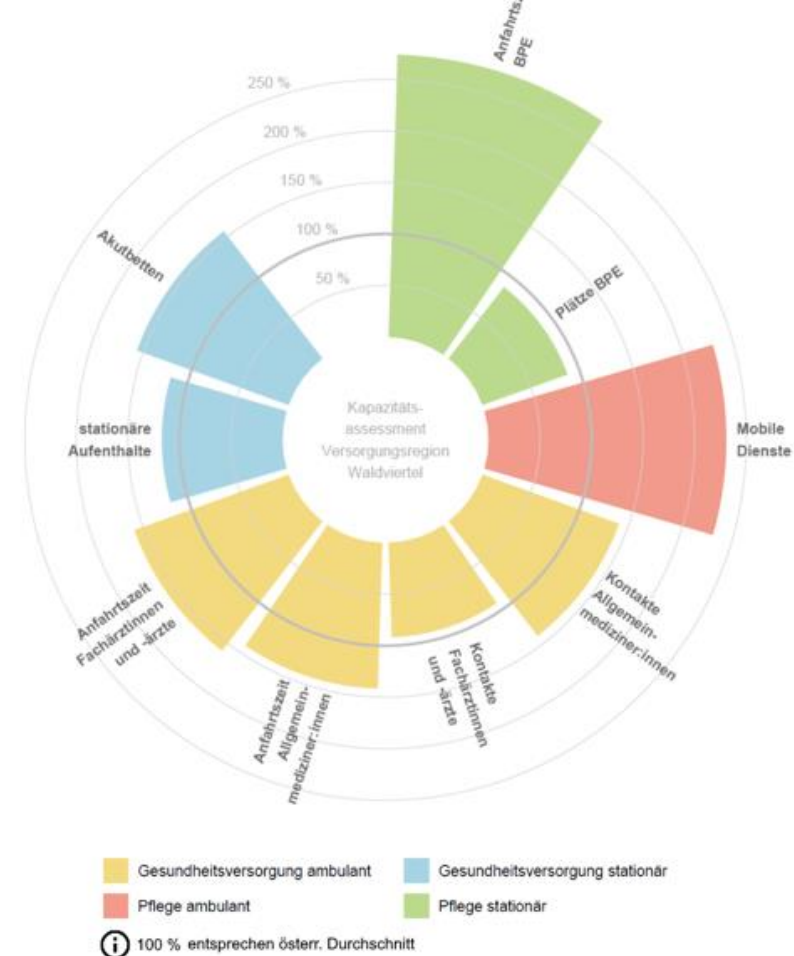 BPE
250 %
200 %
150 %
100 %
50 %
Akutbetten
Plätze BPE
Kapazitäts-
assessment
Versorgungsregion
Waldviertel
stationäre
Aufenthalte
Mobile
Dienste
Anfahrtszeit
Fachärztinnen
und -ärzte
Anfahrtszeit
Allgemein-
mediziner:innen
Kontakte
Fachärztinnen
und -ärzte
Kontakte
Allgemein-
mediziner:innen
Gesundheitsversorgung ambulant
Gesundheitsversorgung stationär
Pflege ambulant
Pflege stationär
100 % entsprechen österr. Durchschnitt